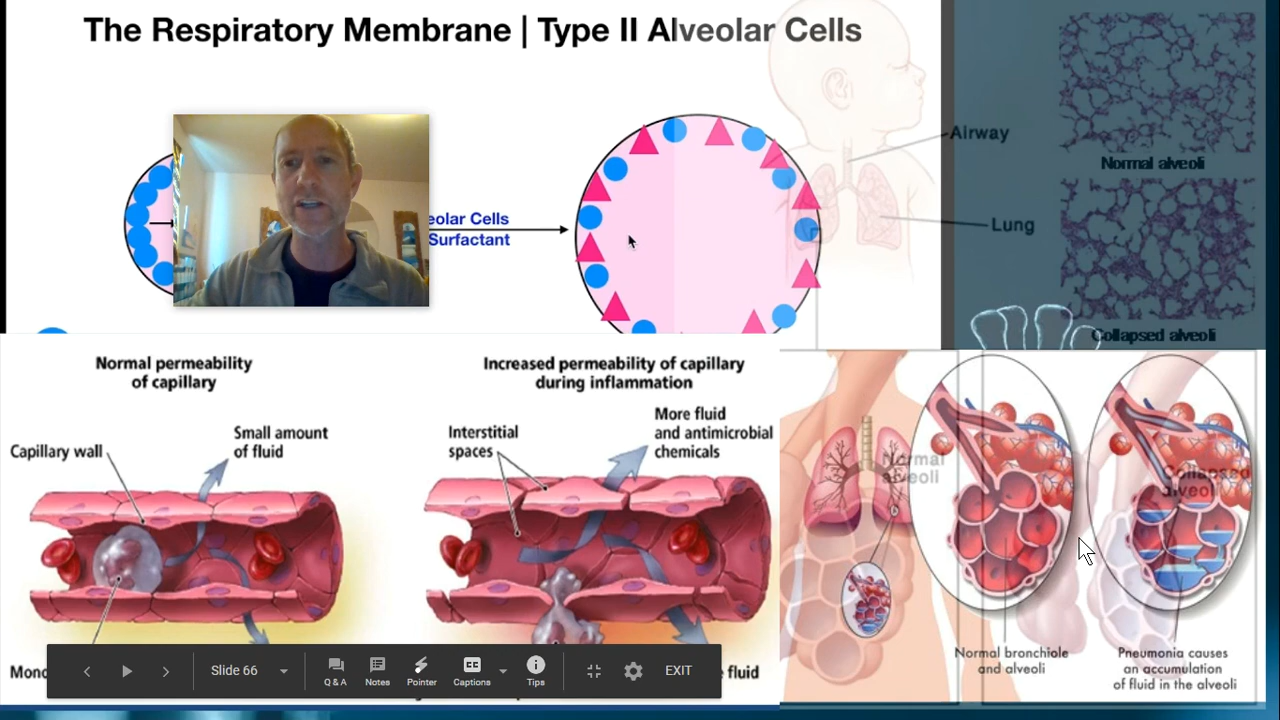 The Respiratory Membrane | Type II Alveolar Cells
Airway
Normal alveoli
eolar Cells
Surfactant
Lung
Collapsed alveoli
Normal permeability
of capillary
Increased permeability of capillary
during inflammation
Capillary wall
Small amount
of fluid
Interstitial
spaces
More fluid
and antimicrobial
chemicals
Normal
alveoli
Collapsed
alveoli
Normal bronchiole
and alveoli
Pneumonia causes
an accumulation
of fluid in the alveoli
Mono
e fluid
Slide 66
Q & A
Notes
Pointer
Captions
Tips
EXIT